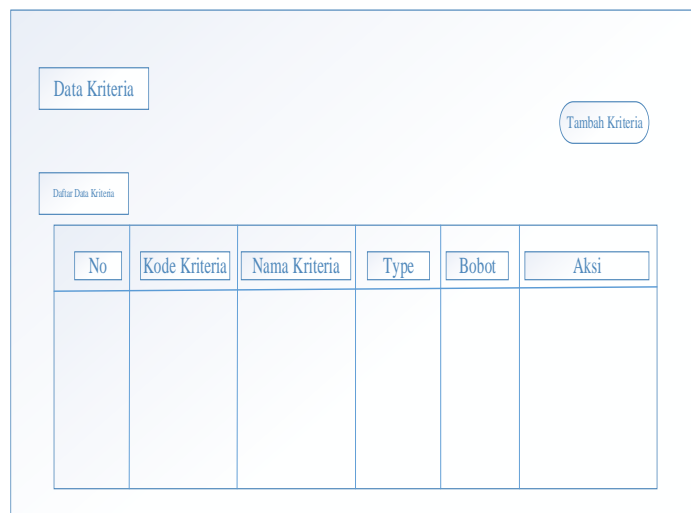 Data Kriteria
Tambah Kriteria
Daftar Data Kriteria
No Kode Kriteria Nama Kriteria Type Bobot Aksi